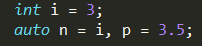 int i = 3;
auto n = i, p = 3.5;